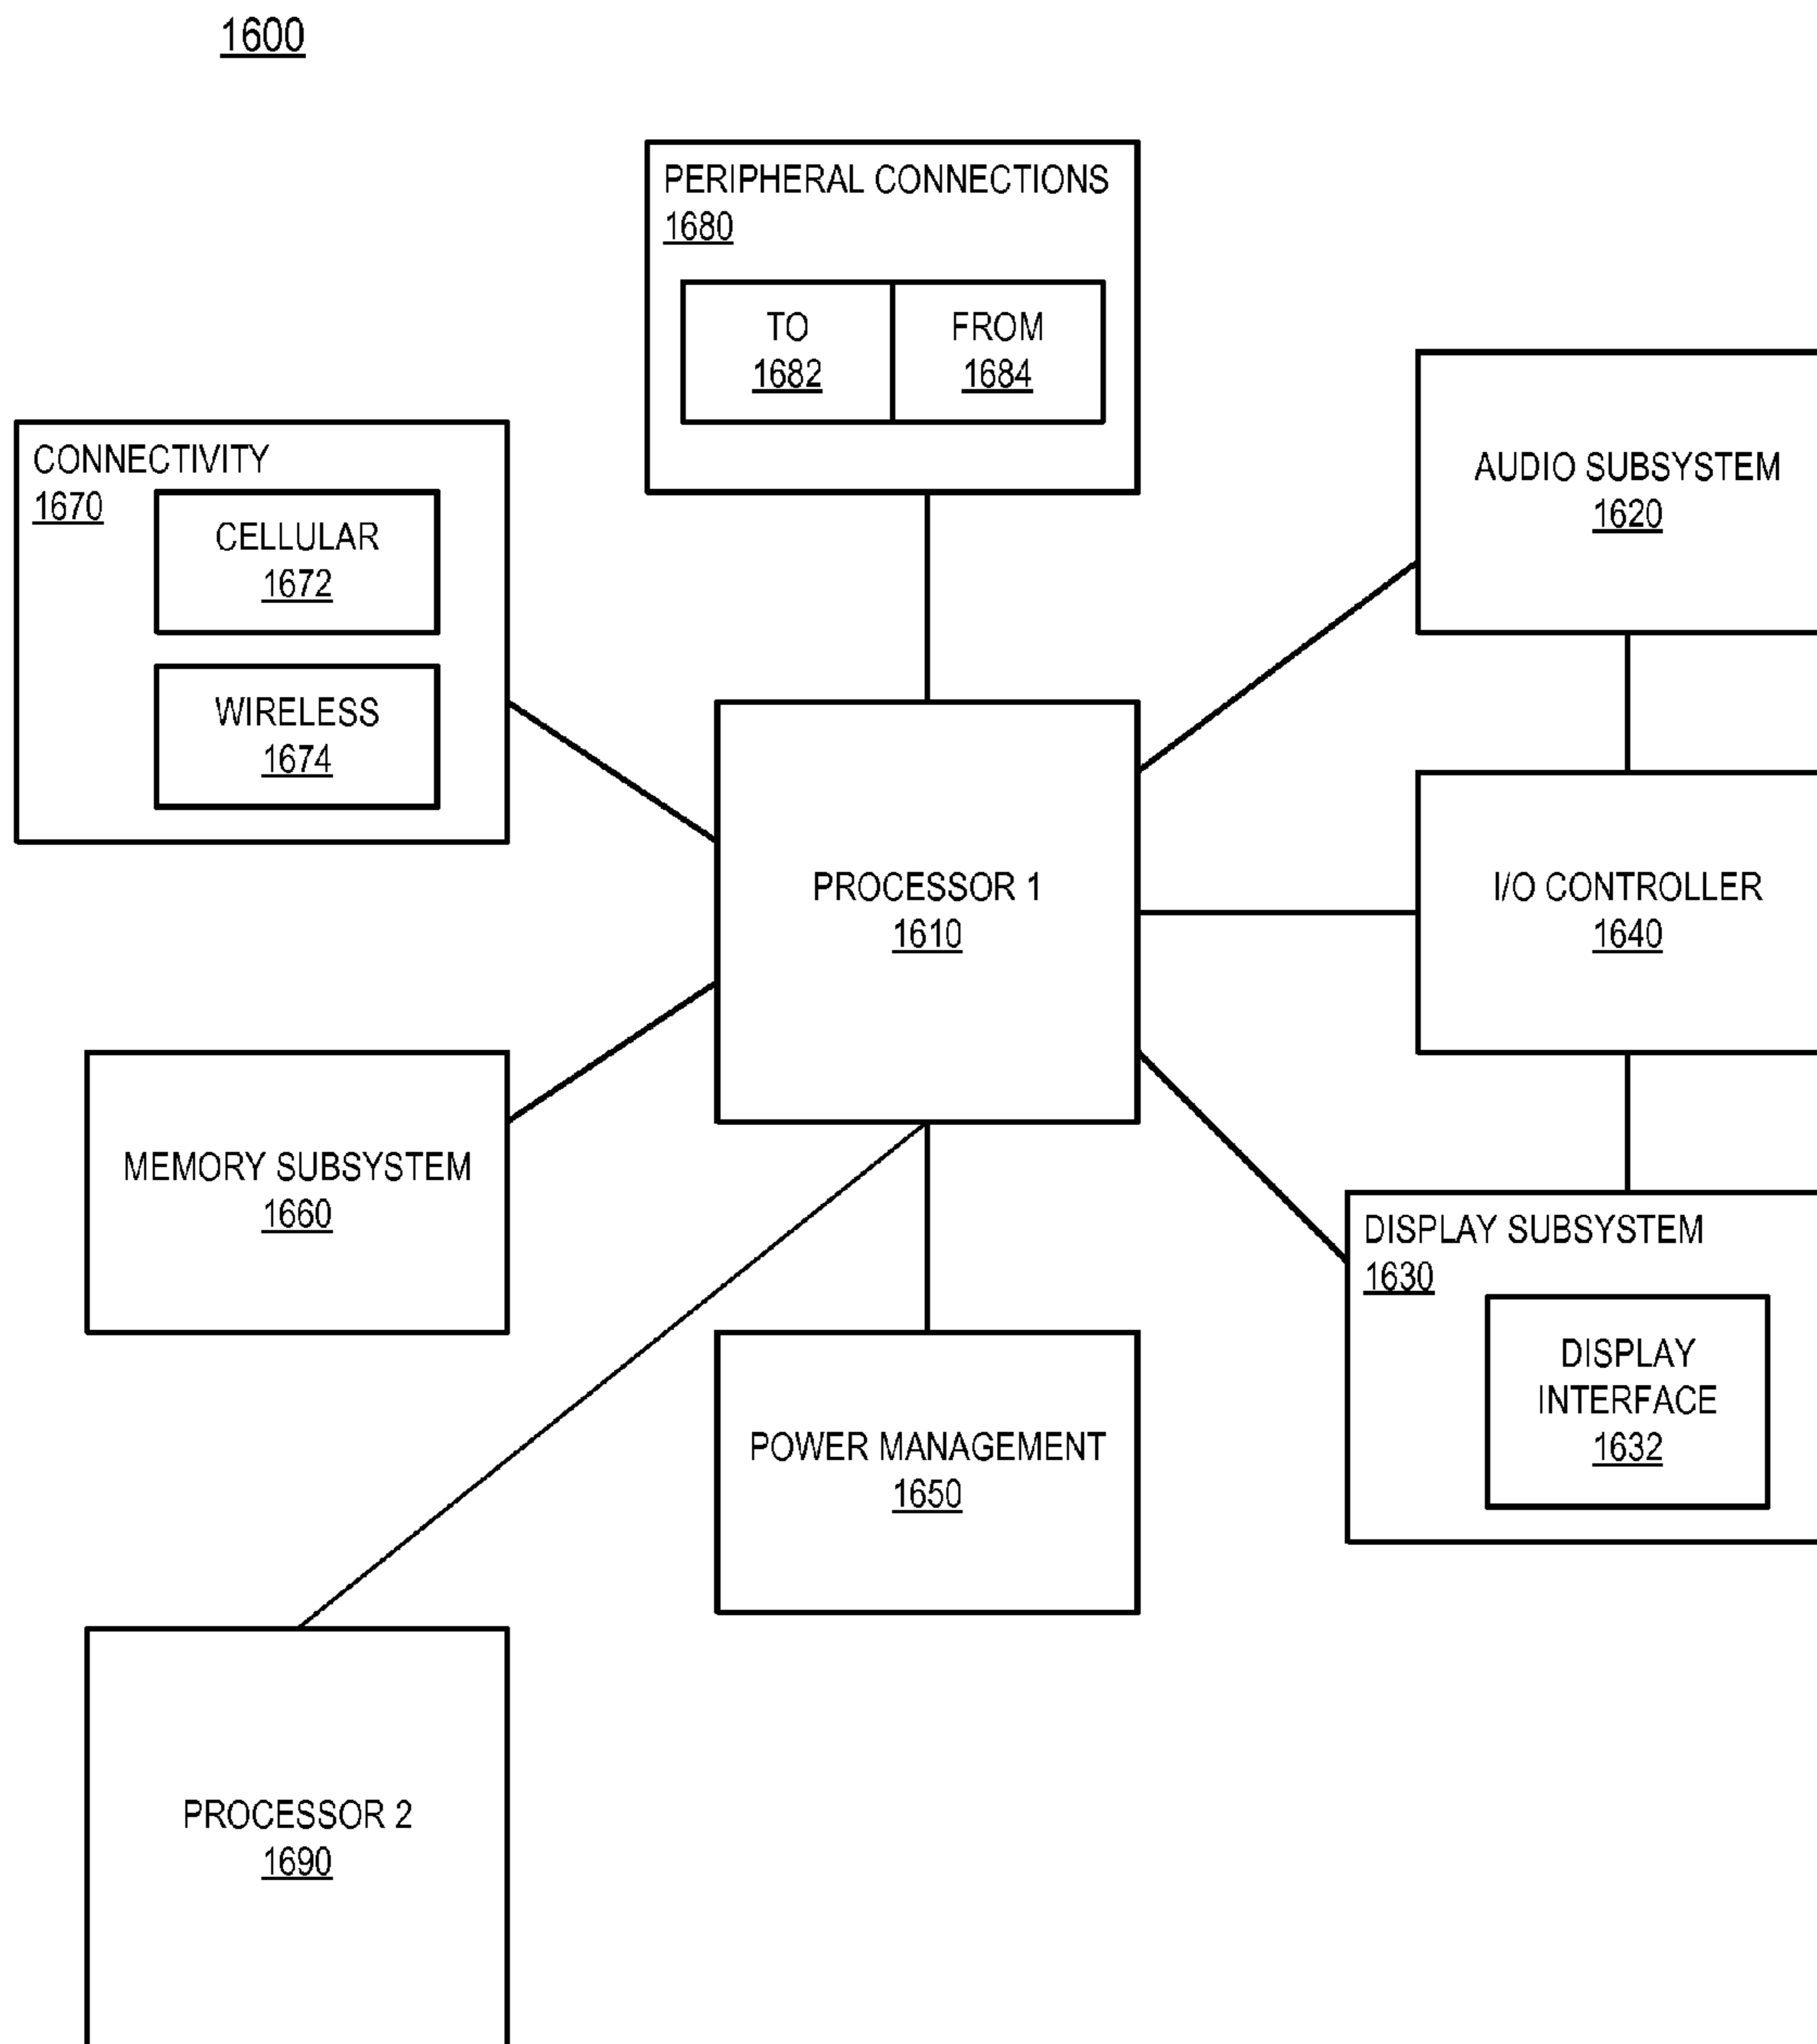 1600
PERIPHERAL CONNECTIONS
1680
TO
1682
FROM
1684
CONNECTIVITY
1670
CELLULAR
1672
WIRELESS
1674
AUDIO SUBSYSTEM
1620
PROCESSOR 1
1610
I/O CONTROLLER
1640
MEMORY SUBSYSTEM
1660
DISPLAY SUBSYSTEM
1630
DISPLAY
INTERFACE
1632
POWER MANAGEMENT
1650
PROCESSOR 2
1690